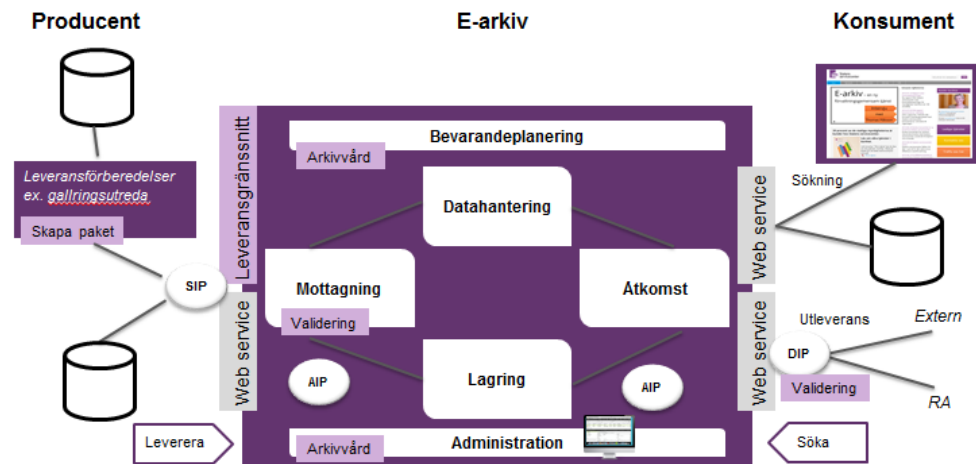 Producent
E-arkiv
Konsument
Leveransförberedelser
ex. gallringsutreda
Skapa paket
SIP
Leverera
Leveransgränssnitt
Web service
Bevarandeplanering
Arkivvård
Datahantering
Mottagning
Validering
Åtkomst
Lagring
AIP
AIP
Administration
Arkivvård
Web service
Web service
E-arkiv
Sökning
Utleverans
Extern
DIP
Validering
RA
Söka